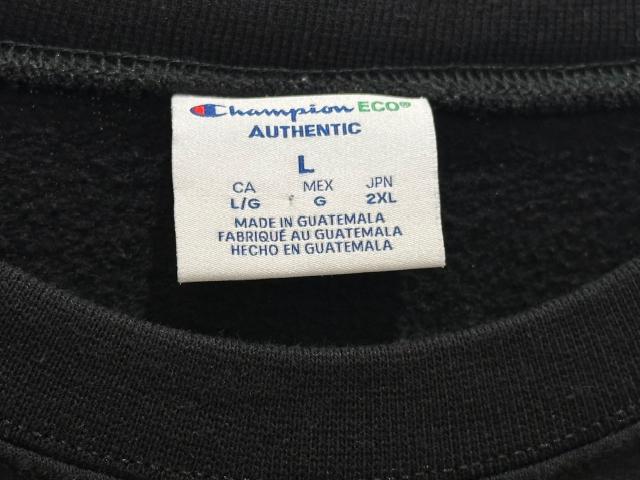 Champion ECO®
AUTHENTIC
L
CA MEX JPN
L/G G 2XL
MADE IN GUATEMALA
FABRIQUÉ AU GUATEMALA
HECHO EN GUATEMALA